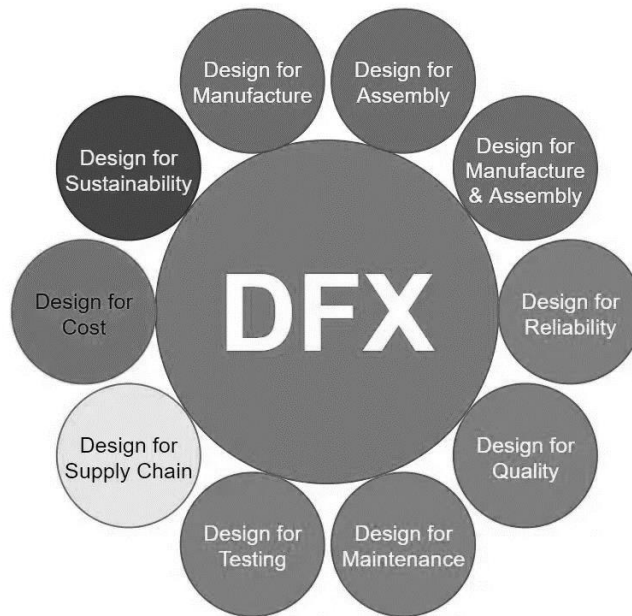 Design for
Manufacture
Design for
Assembly
Design for
Sustainability
Design for
Manufacture
& Assembly
DFX
Design for
Cost
Design for
Reliability
Design for
Supply Chain
Design for
Quality
Design for
Testing
Design for
Maintenance